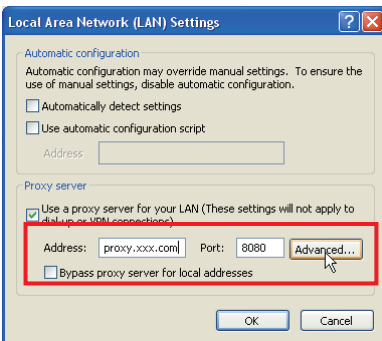 Local Area Network (LAN) Settings
Automatic configuration
Automatic configuration may override manual settings. To ensure the
use of manual settings, disable automatic configuration.
Automatically detect settings
Use automatic configuration script
Address
Proxy server
Use a proxy server for your LAN (These settings will not apply to
dial-up or VPN connections)
Address: proxy.xxx.com Port: 8080 Advanced...
Bypass proxy server for local addresses
OK Cancel